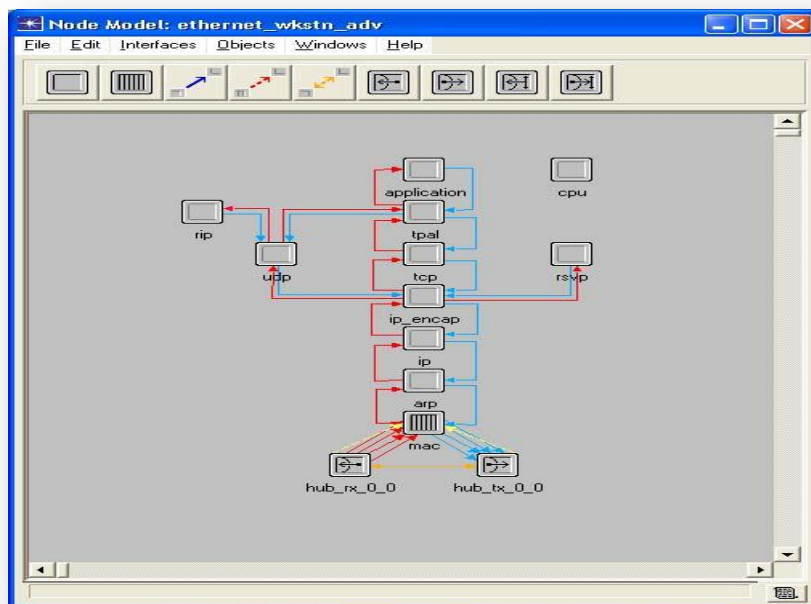 Node Model: ethernet_wkstn_adv
File Edit Interfaces Objects Windows Help
application
cpu
rip
tpal
udp
tcp
rsvp
ip_encap
ip
arp
mac
hub_rx_0_0
hub_tx_0_0